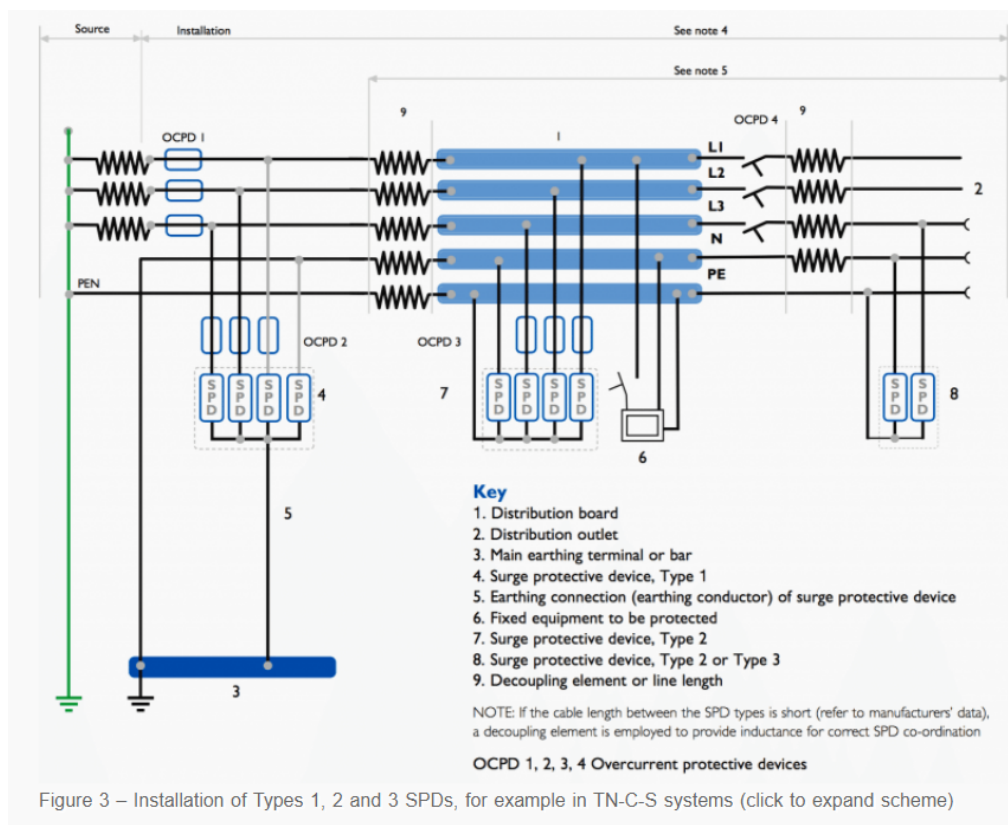 Source
Installation
See note 4
See note 5
9
9
OCPD 1
1
OCPD 4
L1
L2
L3
N
PE
2
PEN
OCPD 2
OCPD 3
SPD
SPD
SPD
SPD
4
7
SPD
SPD
SPD
SPD
6
SPD
SPD
8
5
3
Key
1. Distribution board
2. Distribution outlet
3. Main earthing terminal or bar
4. Surge protective device, Type 1
5. Earthing connection (earthing conductor) of surge protective device
6. Fixed equipment to be protected
7. Surge protective device, Type 2
8. Surge protective device, Type 2 or Type 3
9. Decoupling element or line length
NOTE: If the cable length between the SPD types is short (refer to manufacturers' data),
a decoupling element is employed to provide inductance for correct SPD co-ordination
OCPD 1, 2, 3, 4 Overcurrent protective devices
Figure 3 – Installation of Types 1, 2 and 3 SPDs, for example in TN-C-S systems (click to expand scheme)